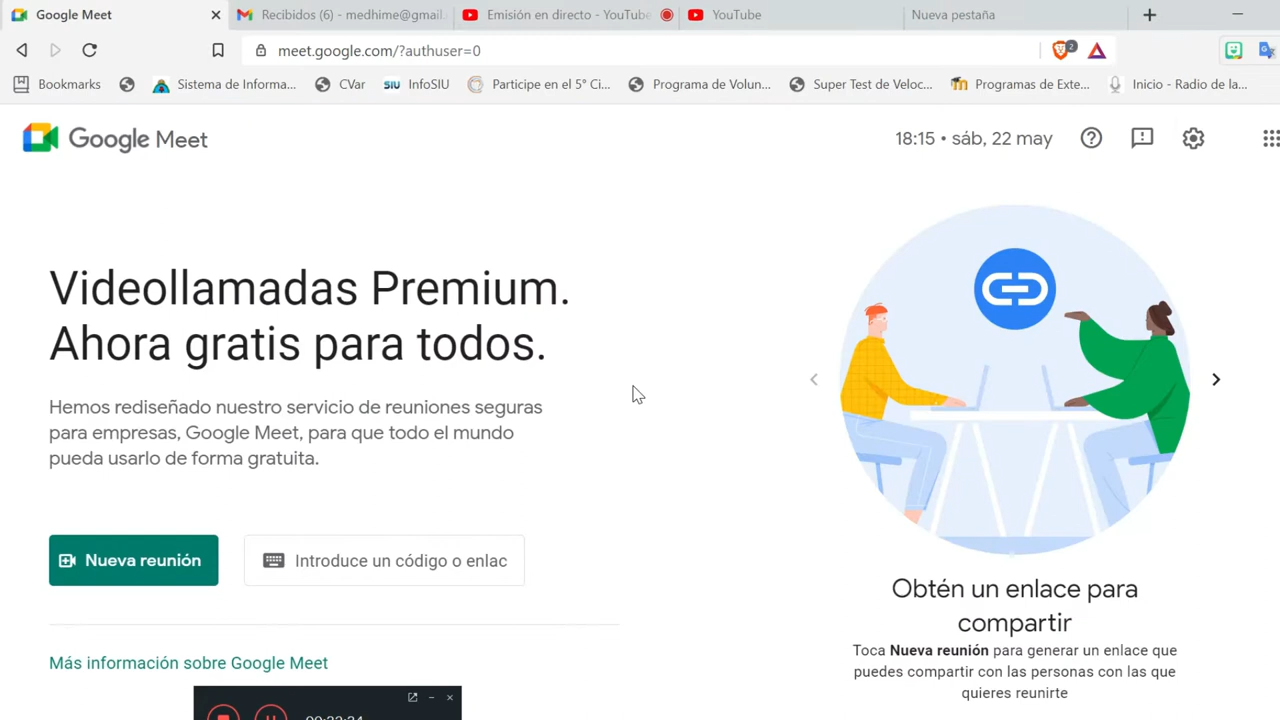 Google Meet
Recibidos (6) - medhime@gmail.
Emisión en directo - YouTube
YouTube
Nueva pestaña
meet.google.com/?authuser=0
2
Bookmarks
Sistema de Informa...
CVar
SIU InfoSIU
Participe en el 5° Ci...
Programa de Volun...
Super Test de Veloc...
Programas de Exte...
Inicio - Radio de la...
Google Meet
18:15 • sáb, 22 may
Videollamadas Premium.
Ahora gratis para todos.
Hemos rediseñado nuestro servicio de reuniones seguras
para empresas, Google Meet, para que todo el mundo
pueda usarlo de forma gratuita.
Nueva reunión
Introduce un código o enlac
Más información sobre Google Meet
Obtén un enlace para
compartir
Toca Nueva reunión para generar un enlace que
puedes compartir con las personas con las que
quieres reunirte